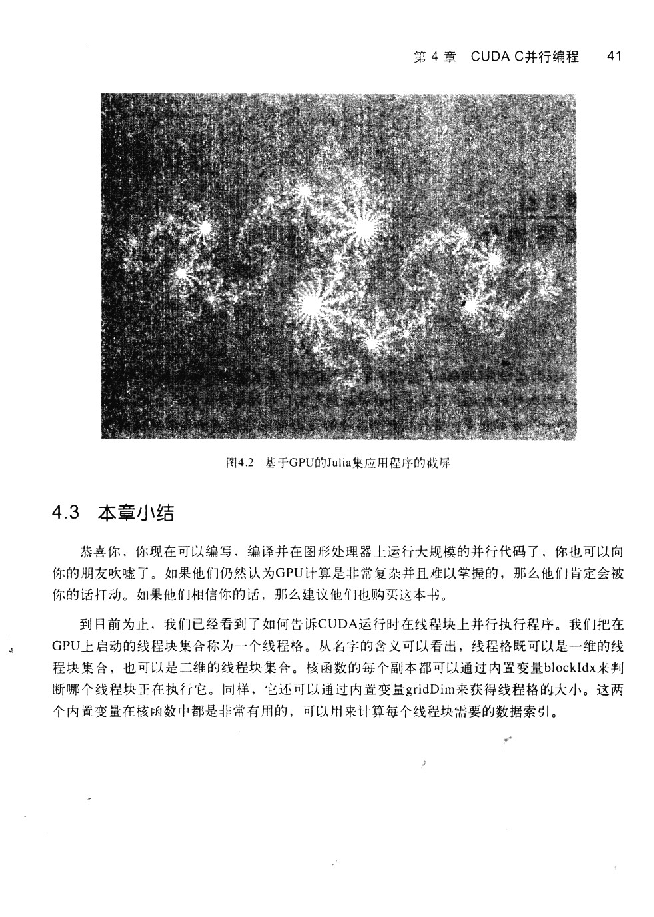 第 4 章 CUDA C并行编程 41
图4.2 基于GPU的Julia集应用程序的截屏
4.3 本章小结
恭喜你，你现在可以编写、编译并在图形处理器上运行大规模的并行代码了，你也可以向
你的朋友吹嘘了。如果他们仍然认为GPU计算是非常复杂并且难以掌握的，那么他们肯定会被
你的话打动。如果他们相信你的话，那么建议他们也购买这本书。
到目前为止，我们已经看到了如何告诉CUDA运行时在线程块上并行执行程序。我们把在
GPU上启动的线程块集合称为一个线程格。从名字的含义可以看出，线程格既可以是一维的线
程块集合，也可以是二维的线程块集合。核函数的每个副本都可以通过内置变量blockIdx来判
断哪个线程块正在执行它。同样，它还可以通过内置变量gridDim来获得线程格的大小。这两
个内置变量在核函数中都是非常有用的，可以用来计算每个线程块需要的数据索引。